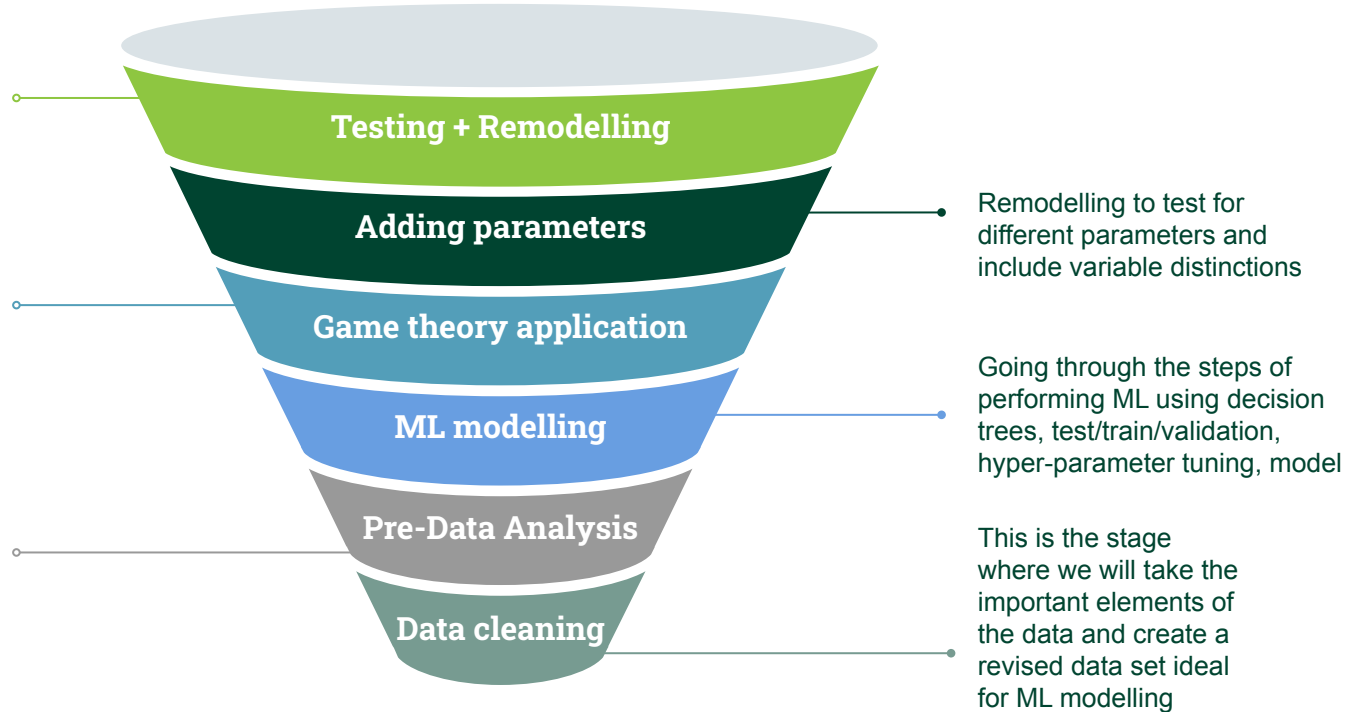 Testing + Remodelling
Adding parameters
Remodelling to test for
different parameters and
include variable distinctions
Game theory application
ML modelling
Going through the steps of
performing ML using decision
trees, test/train/validation,
hyper-parameter tuning, model
Pre-Data Analysis
Data cleaning
This is the stage
where we will take the
important elements of
the data and create a
revised data set ideal
for ML modelling